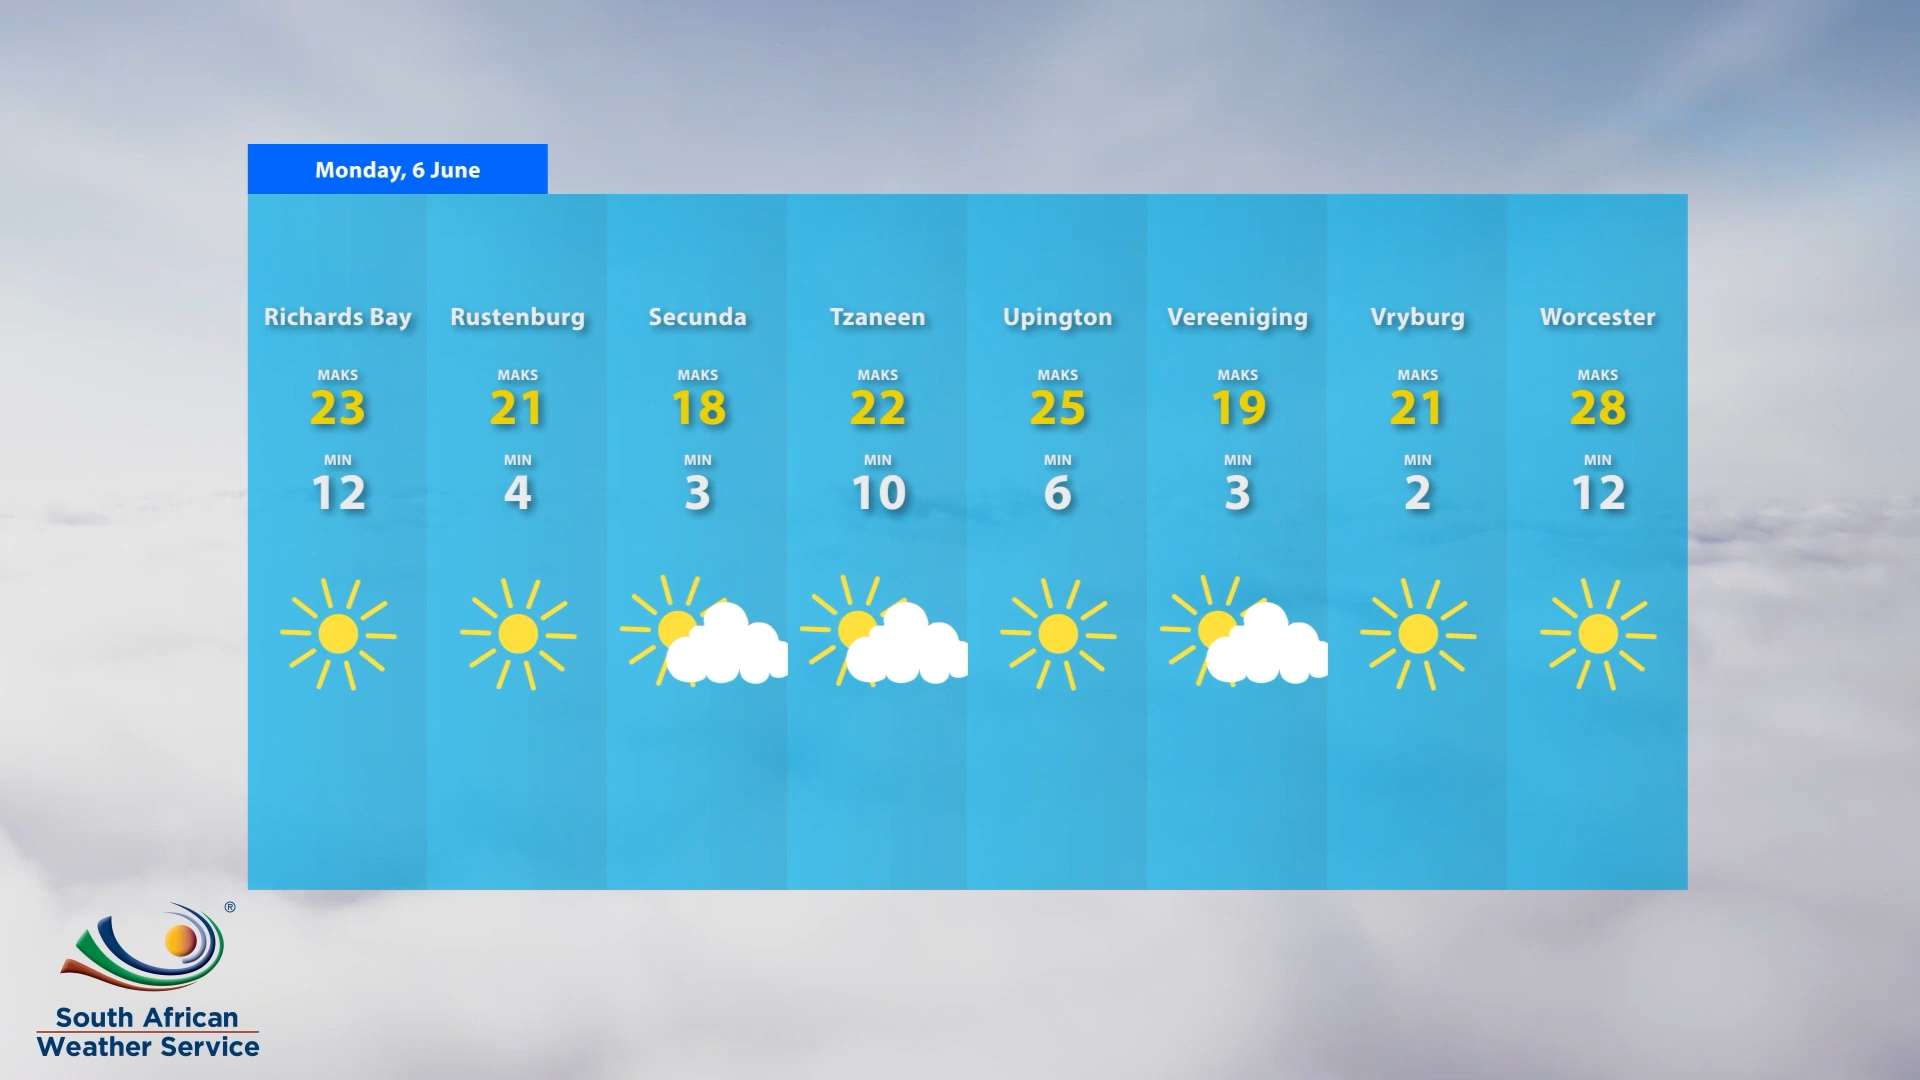 Monday, 6 June
Richards Bay
MAKS
23
MIN
12
Rustenburg
MAKS
21
MIN
4
Secunda
MAKS
18
MIN
3
Tzaneen
MAKS
22
MIN
10
Upington
MAKS
25
MIN
6
Vereeniging
MAKS
19
MIN
3
Vryburg
MAKS
21
MIN
2
Worcester
MAKS
28
MIN
12
®
South African
Weather Service